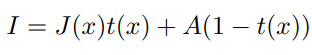 I = J(x)t(x) + A(1 − t(x))